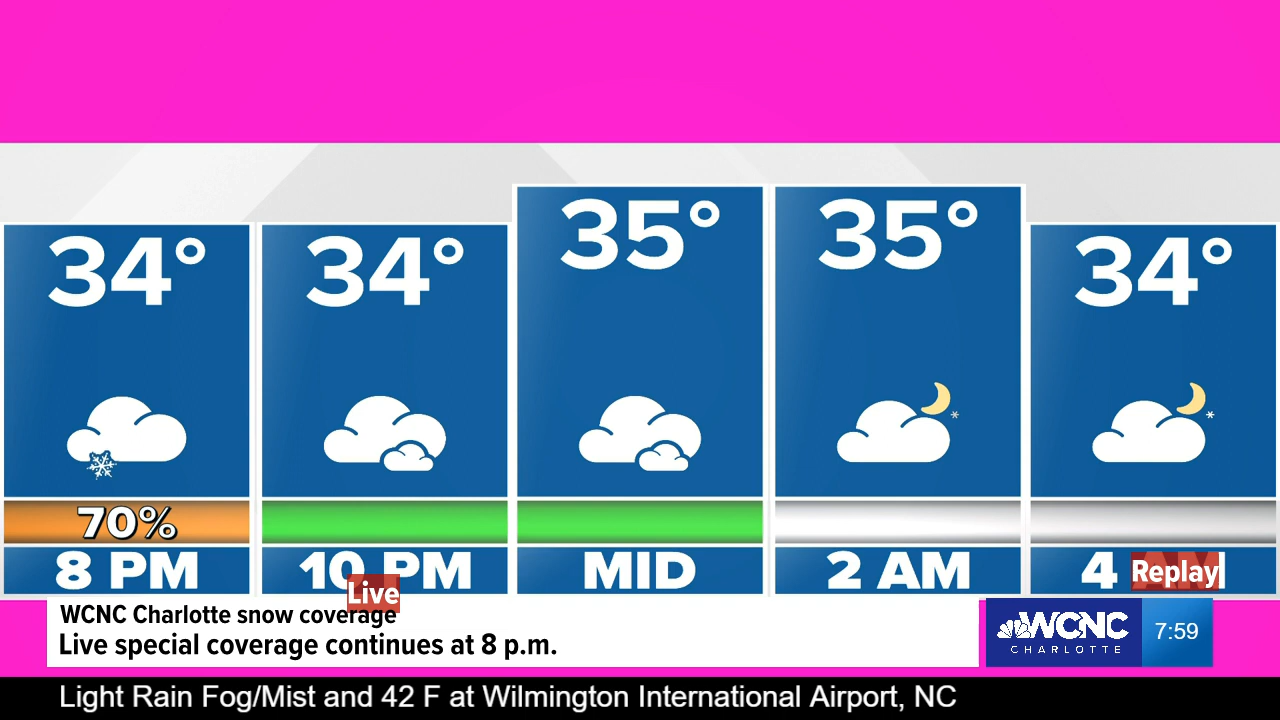 34° 34° 35° 35° 34°
70%
8 PM 10 PM MID 2 AM 4 AM
Live Replay
WCNC Charlotte snow coverage
Live special coverage continues at 8 p.m.
WCNC
CHARLOTTE
7:59
Light Rain Fog/Mist and 42 F at Wilmington International Airport, NC